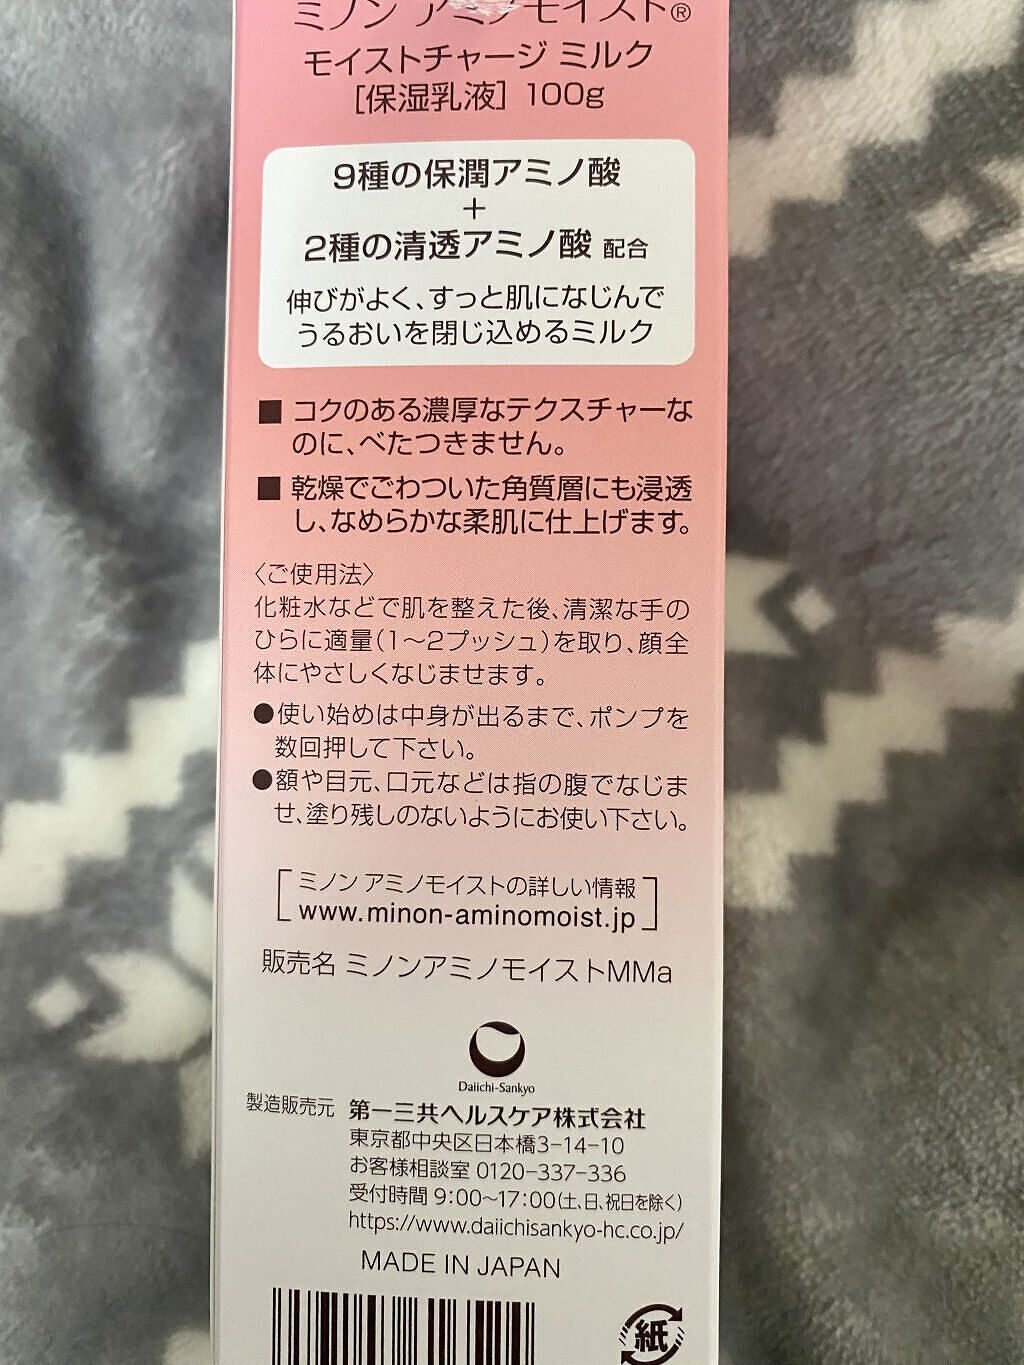 ミノン アミノモイスト®
モイストチャージ ミルク
[保湿乳液] 100g
9種の保潤アミノ酸
+
2種の清透アミノ酸 配合
伸びがよく、すっと肌になじんで
うるおいを閉じ込めるミルク
■ コクのある濃厚なテクスチャーな
のに、べたつきません。
■ 乾燥でごわついた角質層にも浸透
し、なめらかな柔肌に仕上げます。
〈ご使用法〉
化粧水などで肌を整えた後、清潔な手の
ひらに適量(1〜2プッシュ)を取り、顔全
体にやさしくなじませます。
●使い始めは中身が出るまで、ポンプを
数回押して下さい。
●額や目元、口元などは指の腹でなじま
せ、塗り残しのないようにお使い下さい。
ミノン アミノモイストの詳しい情報
www.minon-aminomoist.jp
販売名 ミノンアミノモイストMMa
Daiichi-Sankyo
製造販売元 第一三共ヘルスケア株式会社
東京都中央区日本橋3-14-10
お客様相談室 0120-337-336
受付時間 9:00〜17:00(土、日、祝日を除く)
https://www.daiichisankyo-hc.co.jp/
MADE IN JAPAN
紙